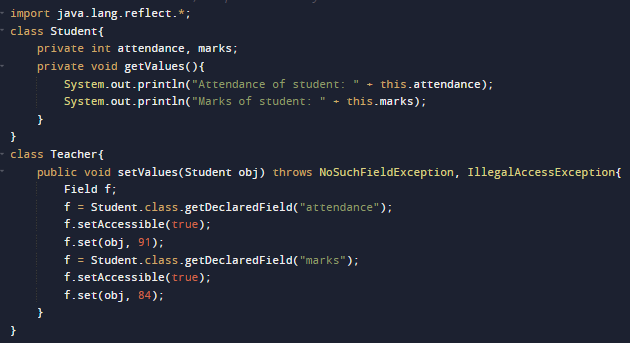 import java.lang.reflect.*;
class Student{
    private int attendance, marks;
    private void getValues(){
        System.out.println("Attendance of student: " + this.attendance);
        System.out.println("Marks of student: " + this.marks);
    }
}
class Teacher{
    public void setValues(Student obj) throws NoSuchFieldException, IllegalAccessException{
        Field f;
        f = Student.class.getDeclaredField("attendance");
        f.setAccessible(true);
        f.set(obj, 91);
        f = Student.class.getDeclaredField("marks");
        f.setAccessible(true);
        f.set(obj, 84);
    }
}